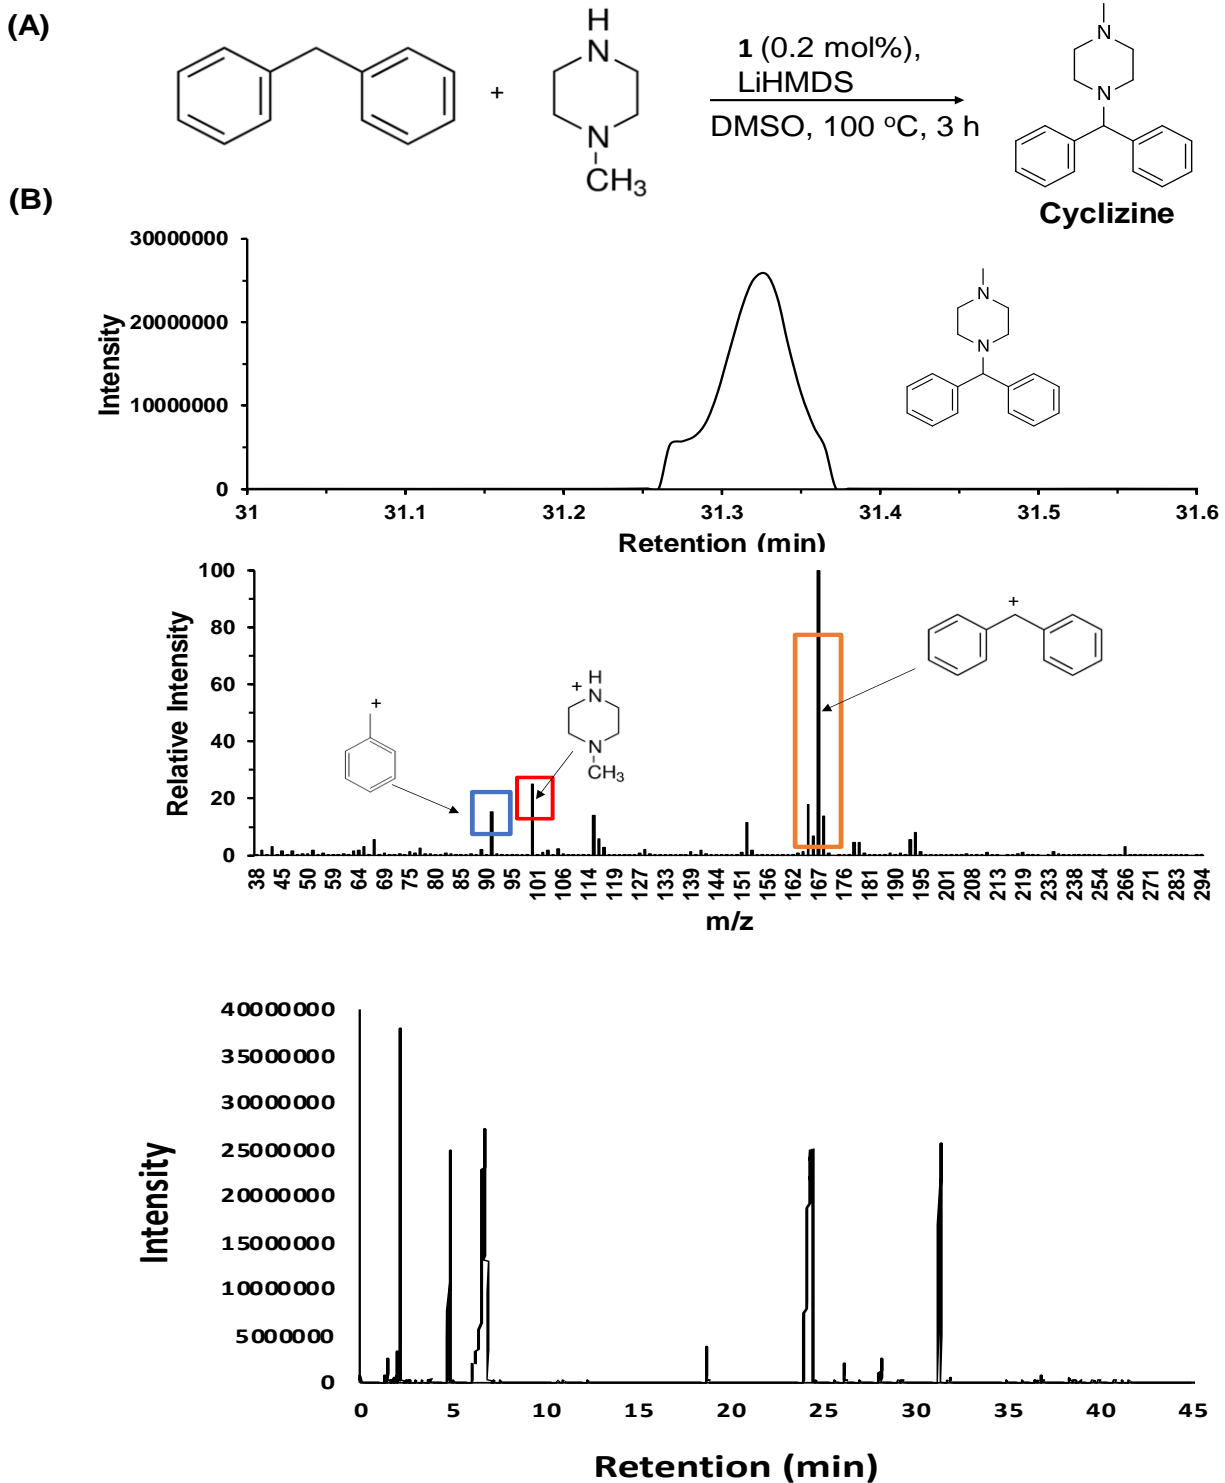 (A)
H
N
+
N
CH3
1 (0.2 mol%),
LiHMDS
DMSO, 100 oC, 3 h
N
N
Cyclizine
(B)
30000000
20000000
10000000
0
Intensity
N
N
31 31.1 31.2 31.3 31.4 31.5 31.6
Retention (min)
100
80
60
40
20
0
Relative Intensity
+
+
H
N
N
CH3
+
38 45 50 59 64 75 80 85 90 95 101 106 114 119 127 133 139 144 151 156 162 167 176 181 190 195 201 208 213 219 233 238 254 266 271 283 294
m/z
40000000
35000000
30000000
25000000
20000000
15000000
10000000
5000000
0
Intensity
0 5 10 15 20 25 30 35 40 45
Retention (min)